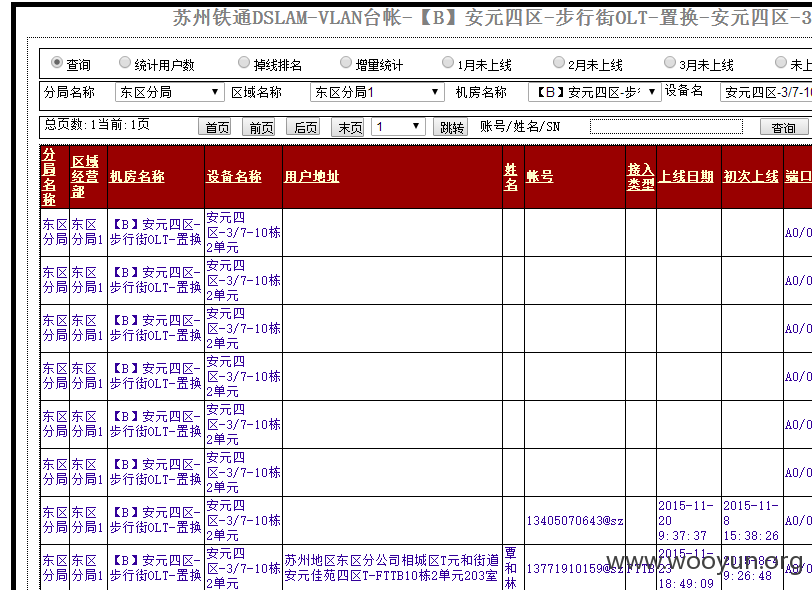 苏州铁通DSLAM-VLAN台帐-【B】安元四区-步行街OLT-置换-安元四区-3
查询 统计用户数 掉线排名 增量统计 1月未上线 2月未上线 3月未上线 未上
分局名称 东区分局 区域名称 东区分局1 机房名称 【B】安元四区-步 设备名 安元四区-3/7-10
总页数:1当前:1页 首页 前页 后页 末页 1 跳转 账号/姓名/SN 查询
分局名称 区域经营部 机房名称 设备名称 用户地址 姓名 帐号 接入类型 上线日期 初次上线 端口
东区分局 东区分局1 【B】安元四区-步行街OLT-置换 安元四区-3/7-10栋2单元 A0/0
东区分局 东区分局1 【B】安元四区-步行街OLT-置换 安元四区-3/7-10栋2单元 A0/0
东区分局 东区分局1 【B】安元四区-步行街OLT-置换 安元四区-3/7-10栋2单元 A0/0
东区分局 东区分局1 【B】安元四区-步行街OLT-置换 安元四区-3/7-10栋2单元 A0/0
东区分局 东区分局1 【B】安元四区-步行街OLT-置换 安元四区-3/7-10栋2单元 A0/0
东区分局 东区分局1 【B】安元四区-步行街OLT-置换 安元四区-3/7-10栋2单元 A0/0
东区分局 东区分局1 【B】安元四区-步行街OLT-置换 安元四区-3/7-10栋2单元 13405070643@sz 2015-11-20 9:37:37 2015-11-8 15:38:26 A0/0
东区分局 东区分局1 【B】安元四区-步行街OLT-置换 安元四区-3/7-10栋2单元 苏州地区东区分公司相城区T元和街道安元佳苑四区T-FTTB10栋2单元203室 覃和林 13771910159@sz FTTB 2015-11-23 18:49:09 9:26:48 A0/0
www.wooyun.org